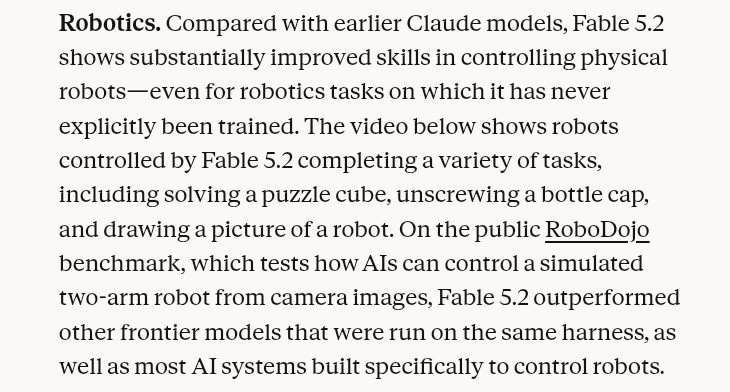 Robotics. Compared with earlier Claude models, Fable 5.2
shows substantially improved skills in controlling physical
robots—even for robotics tasks on which it has never
explicitly been trained. The video below shows robots
controlled by Fable 5.2 completing a variety of tasks,
including solving a puzzle cube, unscrewing a bottle cap,
and drawing a picture of a robot. On the public RoboDojo
benchmark, which tests how AIs can control a simulated
two-arm robot from camera images, Fable 5.2 outperformed
other frontier models that were run on the same harness, as
well as most AI systems built specifically to control robots.